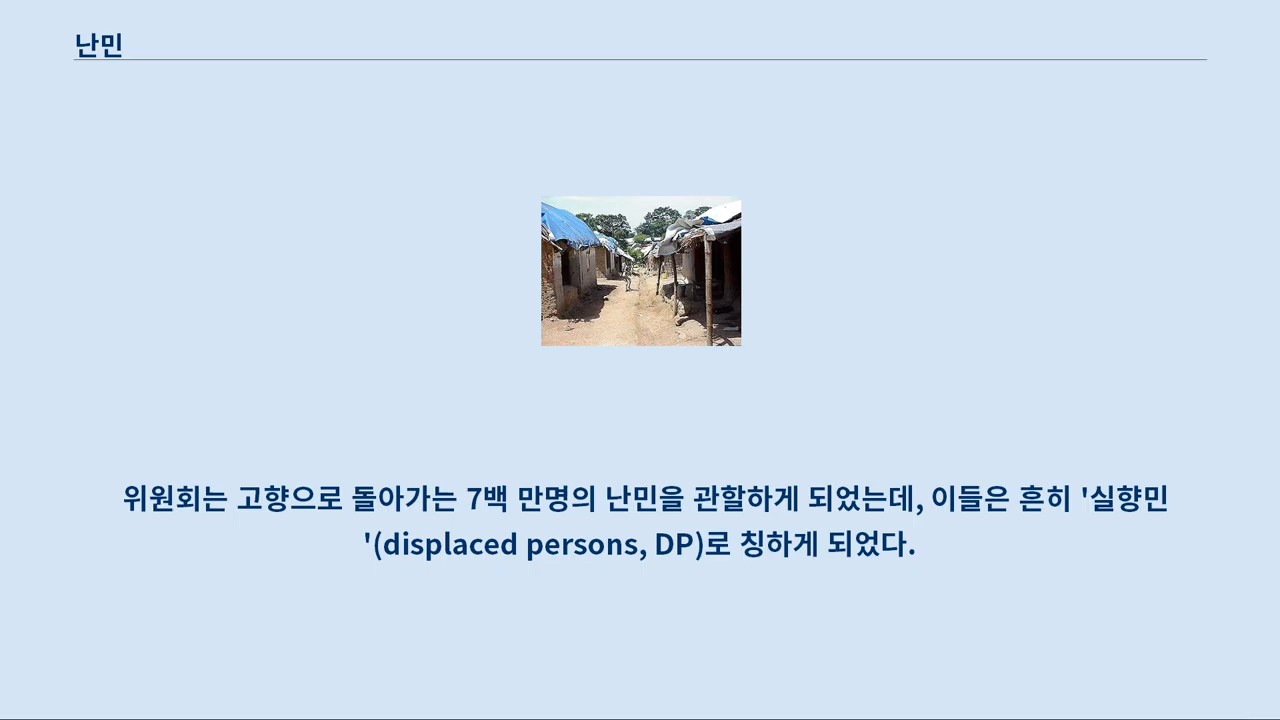 난민
위원회는 고향으로 돌아가는 7백 만명의 난민을 관할하게 되었는데, 이들은 흔히 '실향민
'(displaced persons, DP)로 칭하게 되었다.